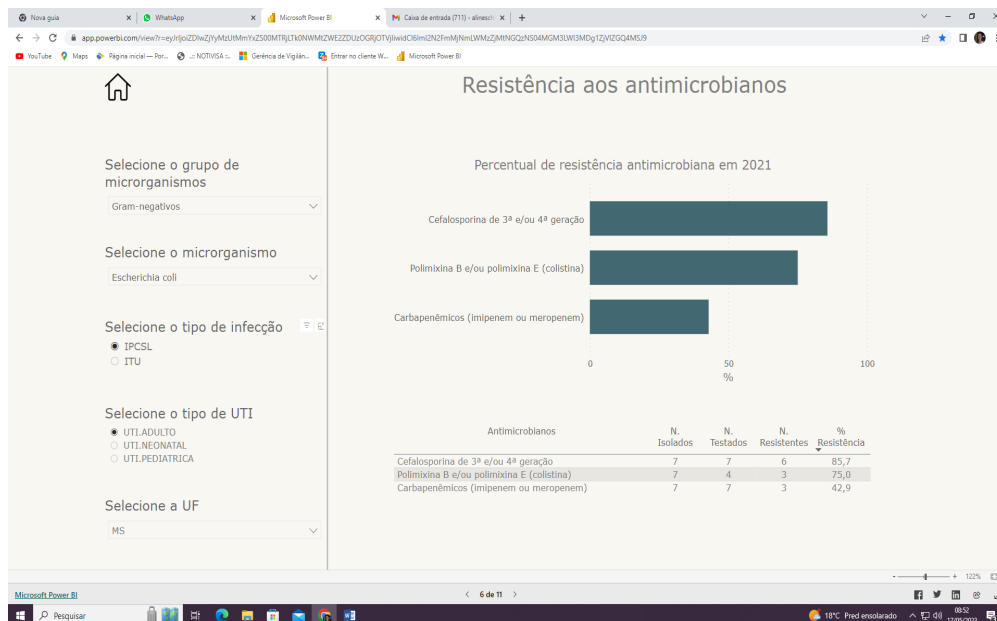 Nova guia
WhatsApp
Microsoft Power BI
Caixa de entrada (711) - alinesch
YouTube
Maps
Página inicial — Por...
.:: NOTIVISA ::.
Gerência de Vigilân...
Entrar no cliente W...
Microsoft Power BI
Resistência aos antimicrobianos
Selecione o grupo de
microrganismos
Gram-negativos
Selecione o microrganismo
Escherichia coli
Selecione o tipo de infecção
IPCSL
ITU
Selecione o tipo de UTI
UTI.ADULTO
UTI.NEONATAL
UTI.PEDIATRICA
Selecione a UF
MS
Percentual de resistência antimicrobiana em 2021
Cefalosporina de 3ª e/ou 4ª geração
Polimixina B e/ou polimixina E (colistina)
Carbapenêmicos (imipenem ou meropenem)
0 50 100
%
Antimicrobianos N. Isolados N. Testados N. Resistentes % Resistência
Cefalosporina de 3ª e/ou 4ª geração 7 7 6 85,7
Polimixina B e/ou polimixina E (colistina) 7 4 3 75,0
Carbapenêmicos (imipenem ou meropenem) 7 7 3 42,9
- + 122%
Microsoft Power BI
6 de 11
Pesquisar
18°C Pred ensolarado
08:52